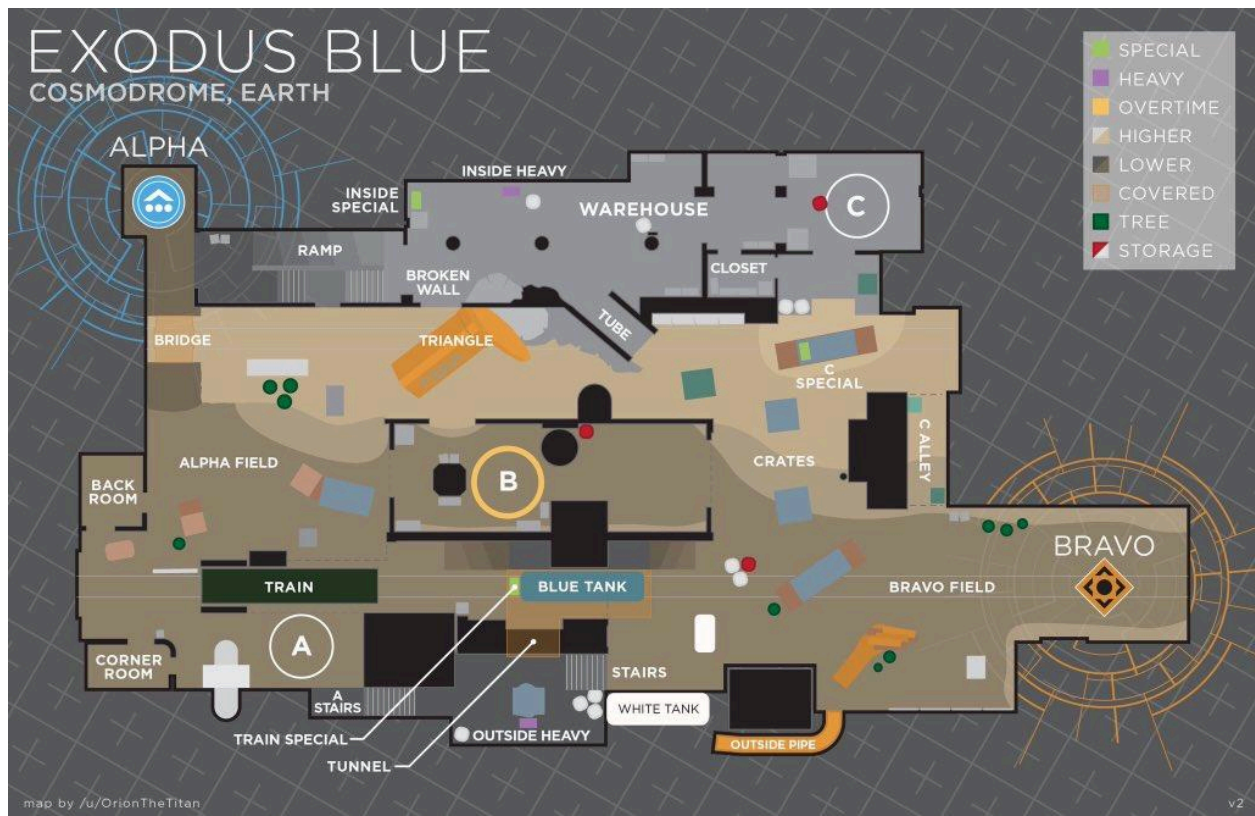 EXODUS BLUE
COSMODROME, EARTH
SPECIAL
HEAVY
OVERTIME
HIGHER
LOWER
COVERED
TREE
STORAGE
ALPHA
INSIDE HEAVY
INSIDE
SPECIAL
WAREHOUSE
C
RAMP
BROKEN
WALL
CLOSET
TUBE
BRIDGE
TRIANGLE
C
SPECIAL
C ALLEY
ALPHA FIELD
CRATES
BACK
ROOM
B
BRAVO
TRAIN
BLUE TANK
BRAVO FIELD
A
CORNER
ROOM
STAIRS
A
STAIRS
WHITE TANK
TRAIN SPECIAL
OUTSIDE HEAVY
OUTSIDE PIPE
TUNNEL
map by /u/OrionTheTitan
v2